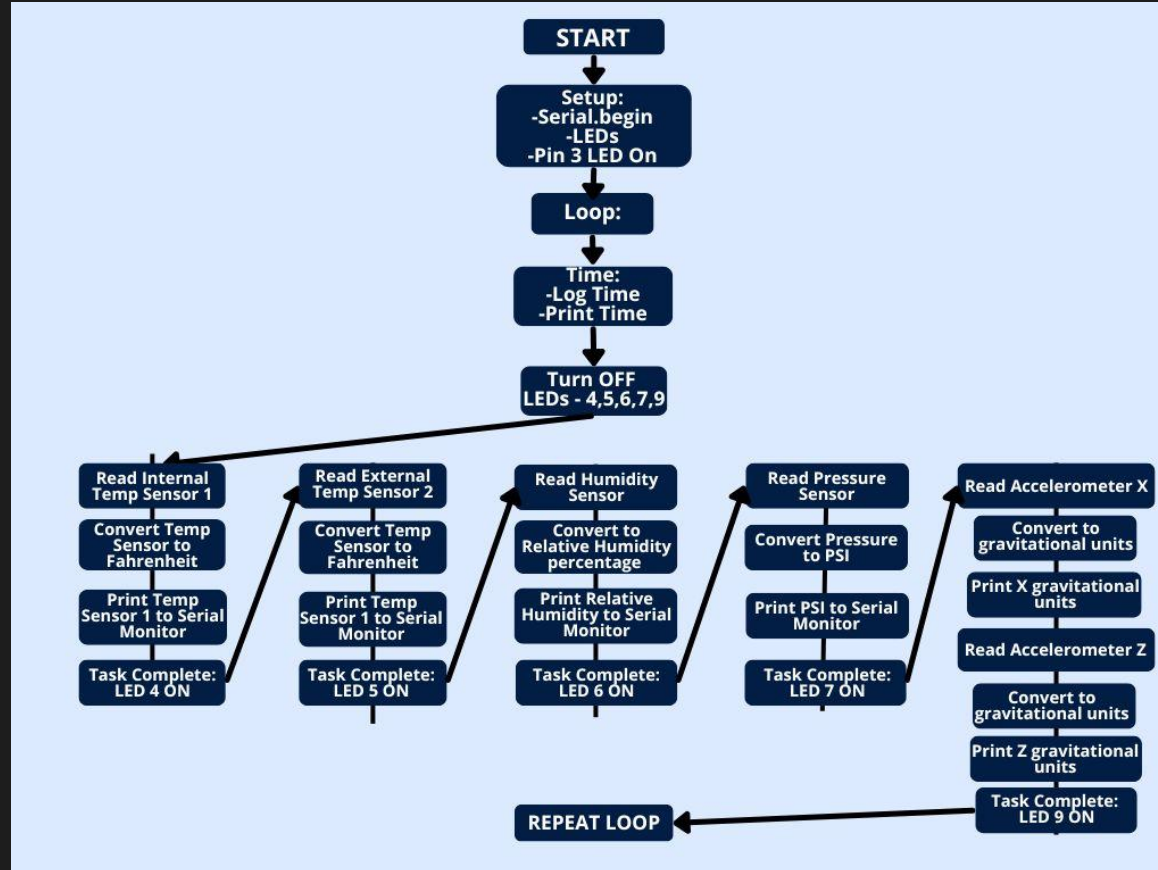 START
Setup:
-Serial.begin
-LEDs
-Pin 3 LED On
Loop:
Time:
-Log Time
-Print Time
Turn OFF
LEDs - 4,5,6,7,9
Read Internal
Temp Sensor 1
Convert Temp
Sensor to
Fahrenheit
Print Temp
Sensor 1 to Serial
Monitor
Task Complete:
LED 4 ON
Read External
Temp Sensor 2
Convert Temp
Sensor to
Fahrenheit
Print Temp
Sensor 1 to Serial
Monitor
Task Complete:
LED 5 ON
Read Humidity
Sensor
Convert to
Relative Humidity
percentage
Print Relative
Humidity to Serial
Monitor
Task Complete:
LED 6 ON
Read Pressure
Sensor
Convert Pressure
to PSI
Print PSI to Serial
Monitor
Task Complete:
LED 7 ON
Read Accelerometer X
Convert to
gravitational units
Print X gravitational
units
Read Accelerometer Z
Convert to
gravitational units
Print Z gravitational
units
Task Complete:
LED 9 ON
REPEAT LOOP